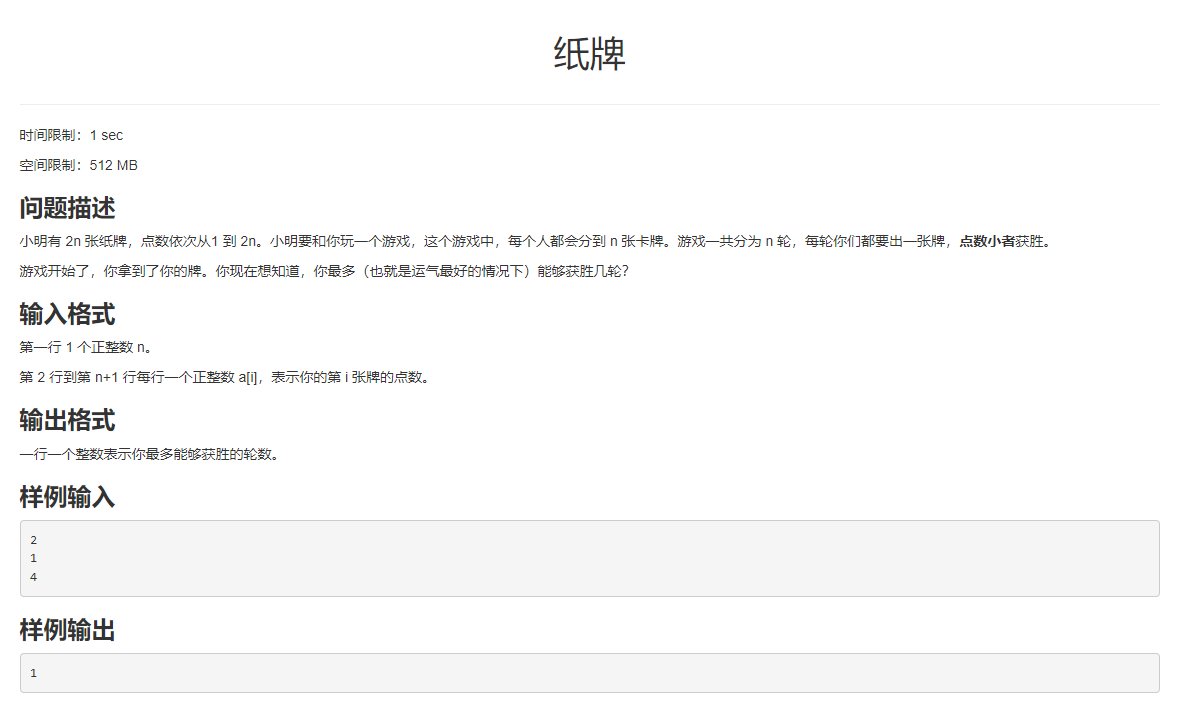 纸牌
时间限制：1 sec
空间限制：512 MB
问题描述
小明有 2n 张纸牌，点数依次从1 到 2n。小明要和你玩一个游戏，这个游戏中，每个人都会分到 n 张卡牌。游戏一共分为 n 轮，每轮你们都要出一张牌，点数小者获胜。
游戏开始了，你拿到了你的牌。你现在想知道，你最多（也就是运气最好的情况下）能够获胜几轮？
输入格式
第一行 1 个正整数 n。
第 2 行到第 n+1 行每行一个正整数 a[i]，表示你的第 i 张牌的点数。
输出格式
一行一个整数表示你最多能够获胜的轮数。
样例输入
2
1
4
样例输出
1